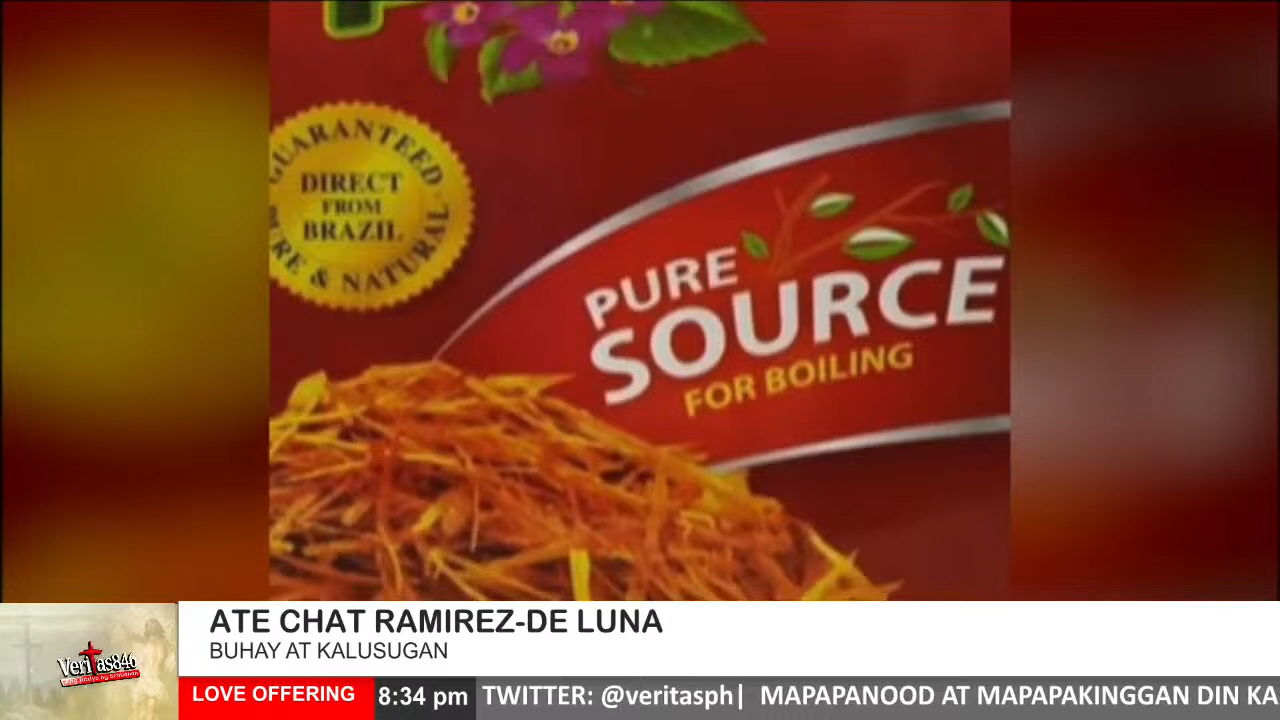 GUARANTEED
DIRECT
FROM
BRAZIL
& NATURAL
PURE
SOURCE
FOR BOILING
ATE CHAT RAMIREZ-DE LUNA
BUHAY AT KALUSUGAN
Veritas846
LOVE OFFERING
8:34 pm
TWITTER: @veritasph| MAPAPANOOD AT MAPAPAKINGGAN DIN KA